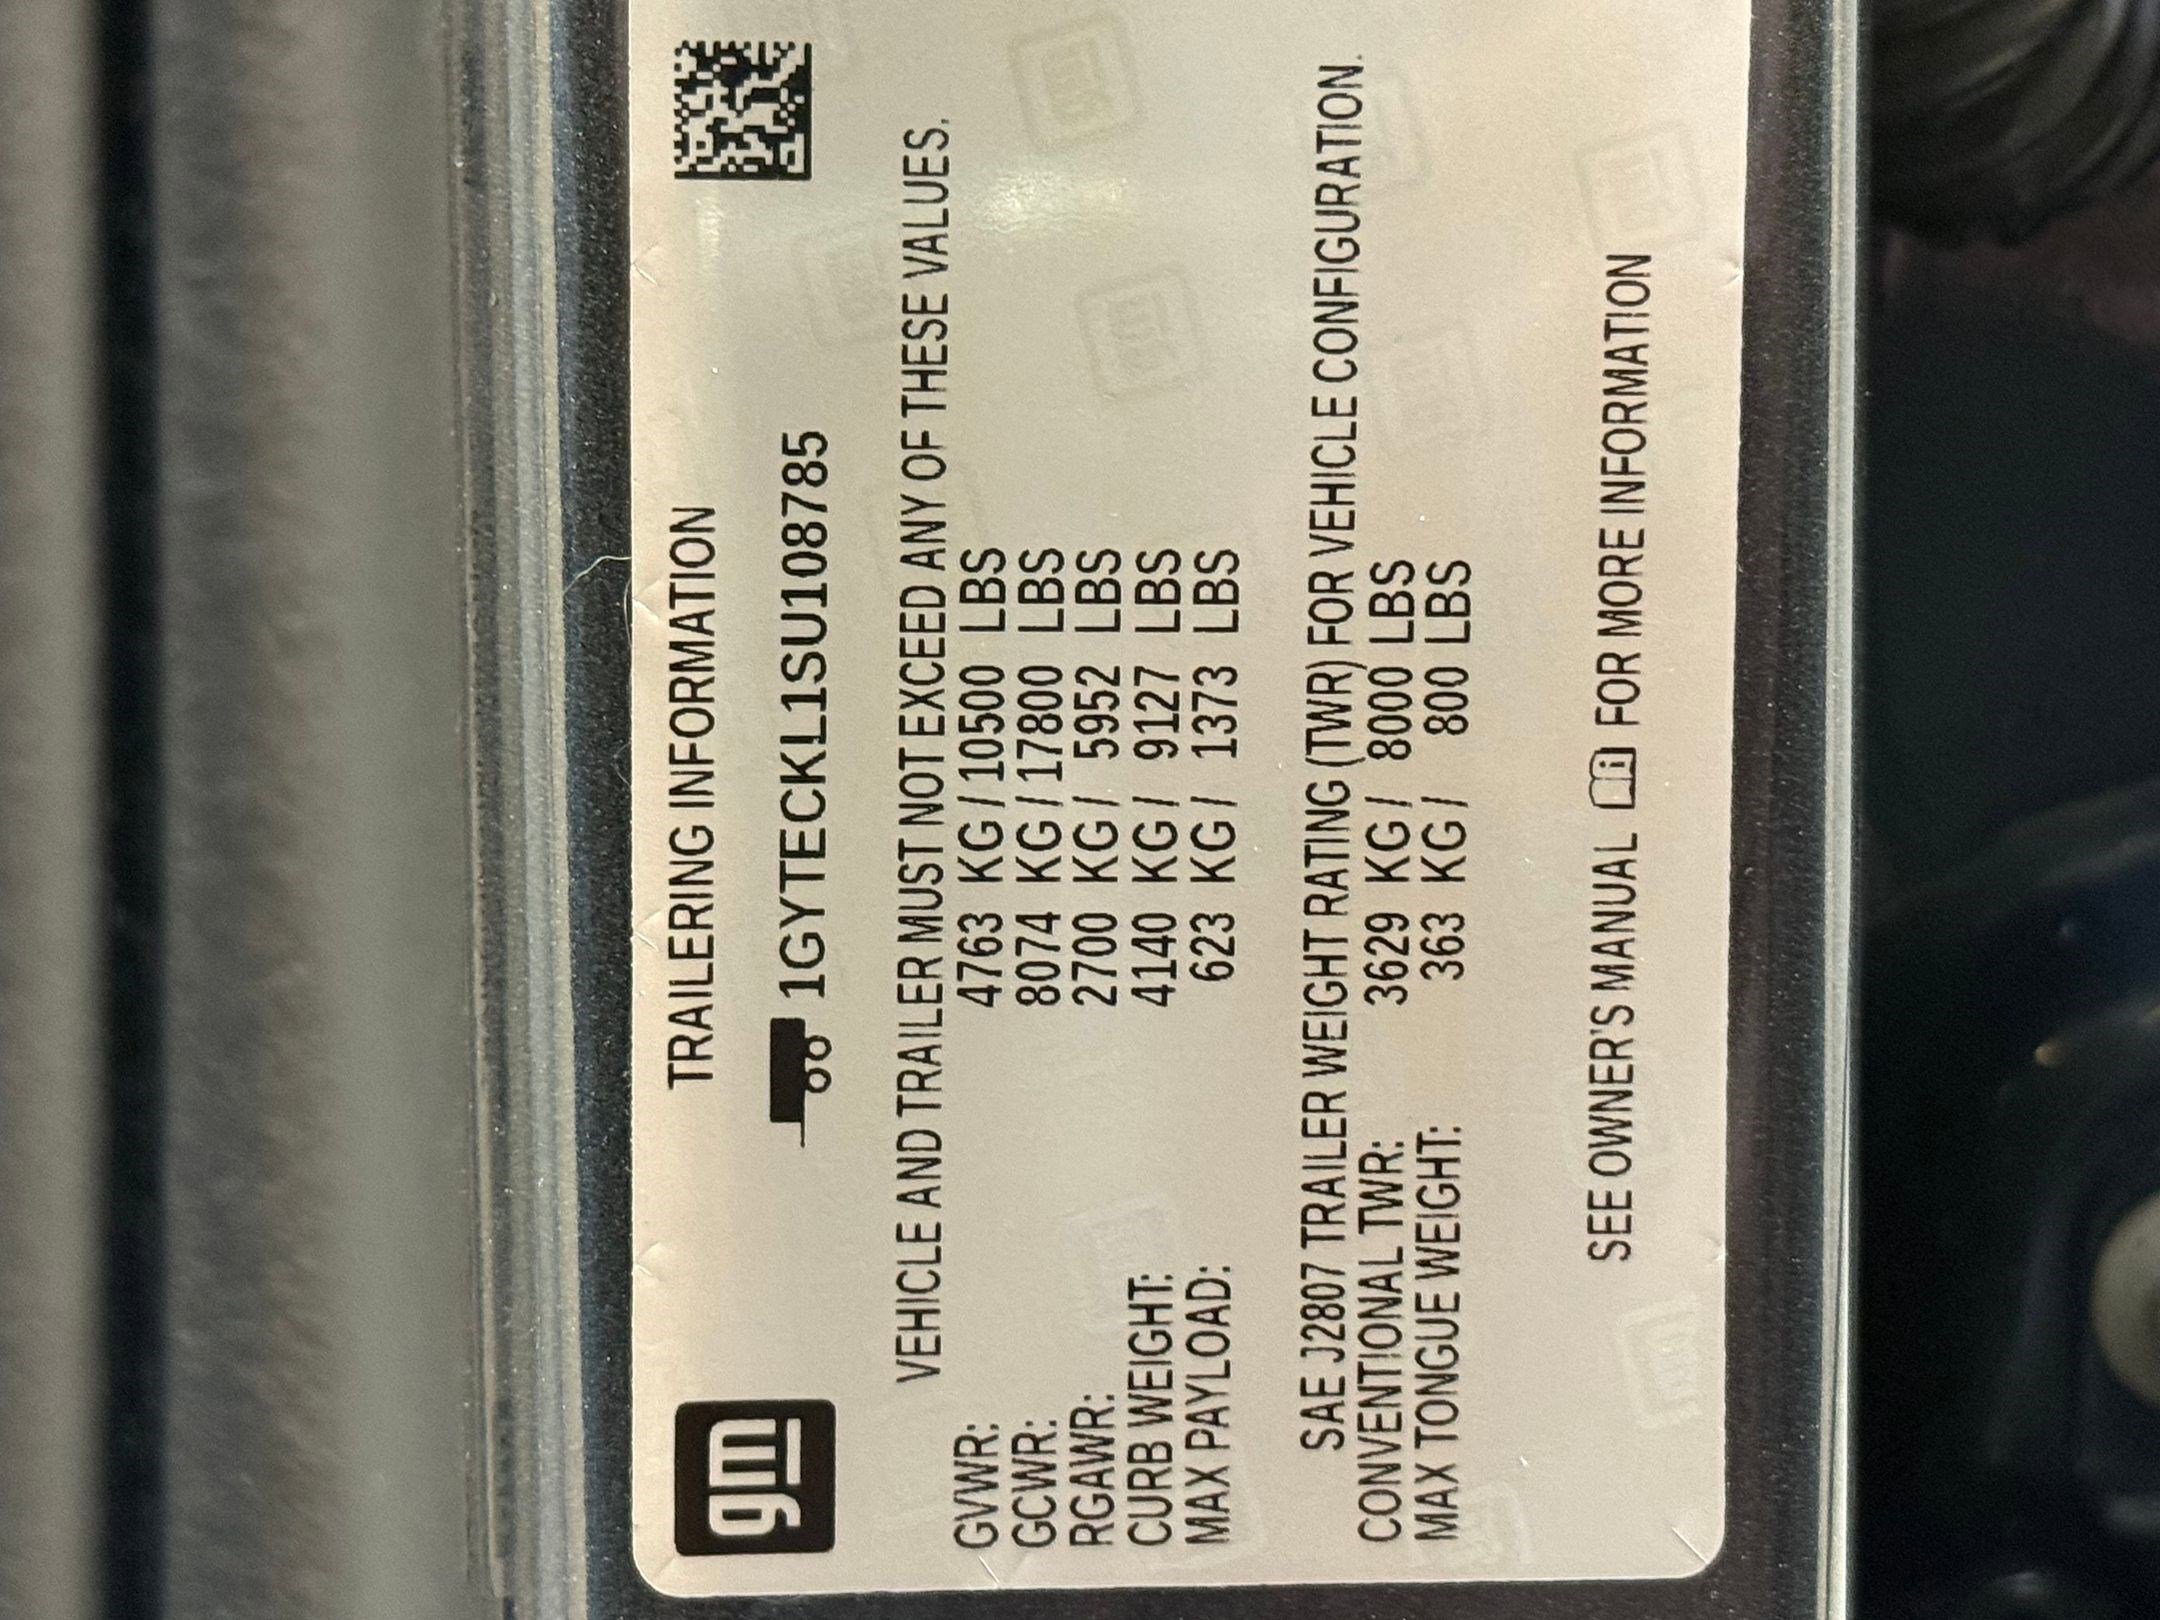 gm
TRAILERING INFORMATION
1GYTECKL1SU108785
VEHICLE AND TRAILER MUST NOT EXCEED ANY OF THESE VALUES.
GVWR: 4763 KG / 10500 LBS
GCWR: 8074 KG / 17800 LBS
RGAWR: 2700 KG / 5952 LBS
CURB WEIGHT: 4140 KG / 9127 LBS
MAX PAYLOAD: 623 KG / 1373 LBS
SAE J2807 TRAILER WEIGHT RATING (TWR) FOR VEHICLE CONFIGURATION.
CONVENTIONAL TWR: 3629 KG / 8000 LBS
MAX TONGUE WEIGHT: 363 KG / 800 LBS
SEE OWNER'S MANUAL FOR MORE INFORMATION